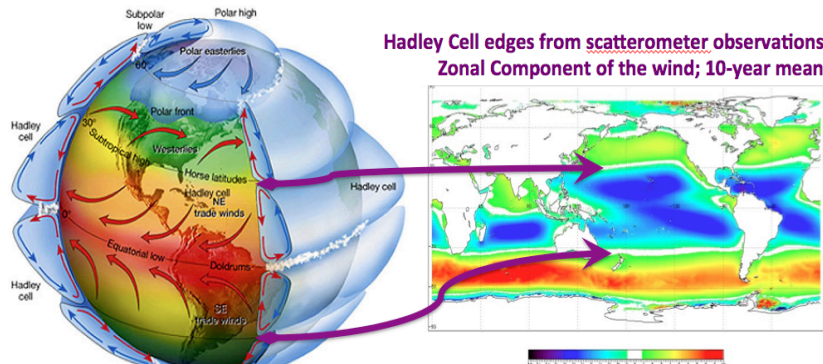 Polar high
Subpolar
low
Hadley Cell edges from scatterometer observations
Zonal Component of the wind; 10-year mean
Polar easterlies
60°
Polar front
30°
Westerlies
Subtropical high
Hadley
cell
Horse latitudes
Hadley cell
Hadley cell
NE
trade winds
0°
Equatorial low
Doldrums
Hadley
cell
SE
trade winds